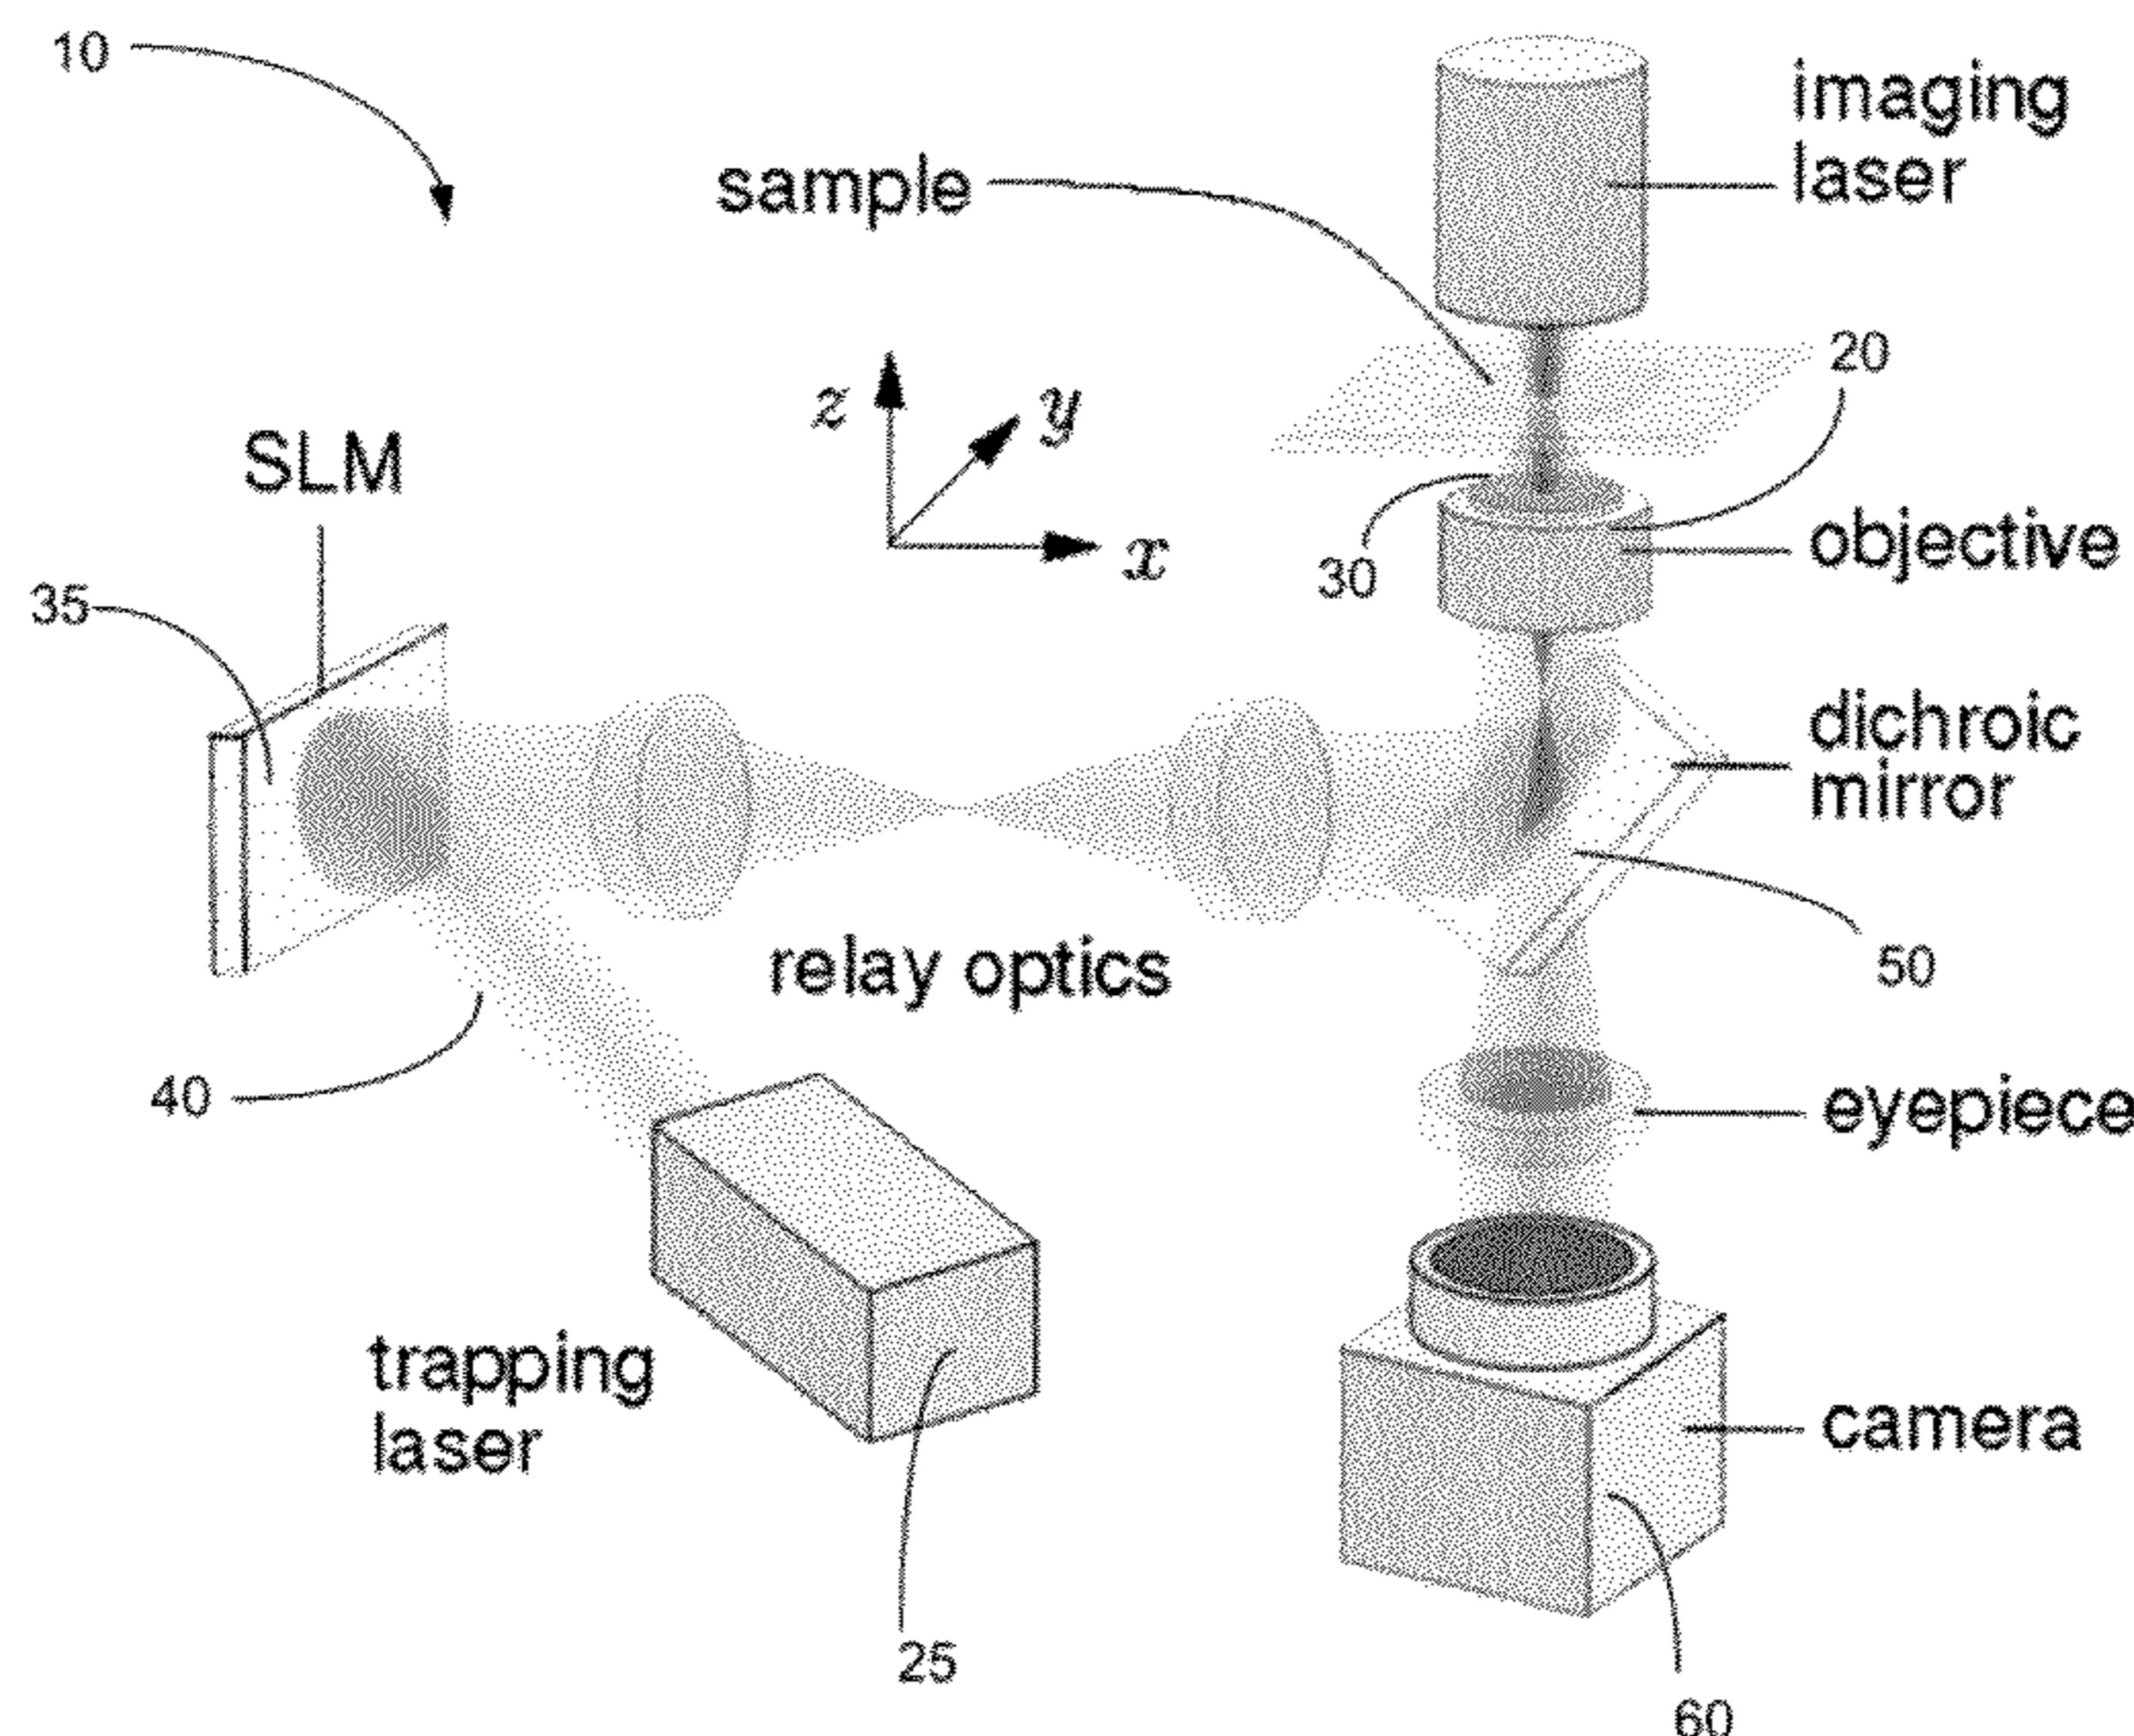 10
imaging
laser
sample
20
z
y
x
SLM
objective
30
35
dichroic
mirror
relay optics
50
40
eyepiece
trapping
laser
camera
25
60